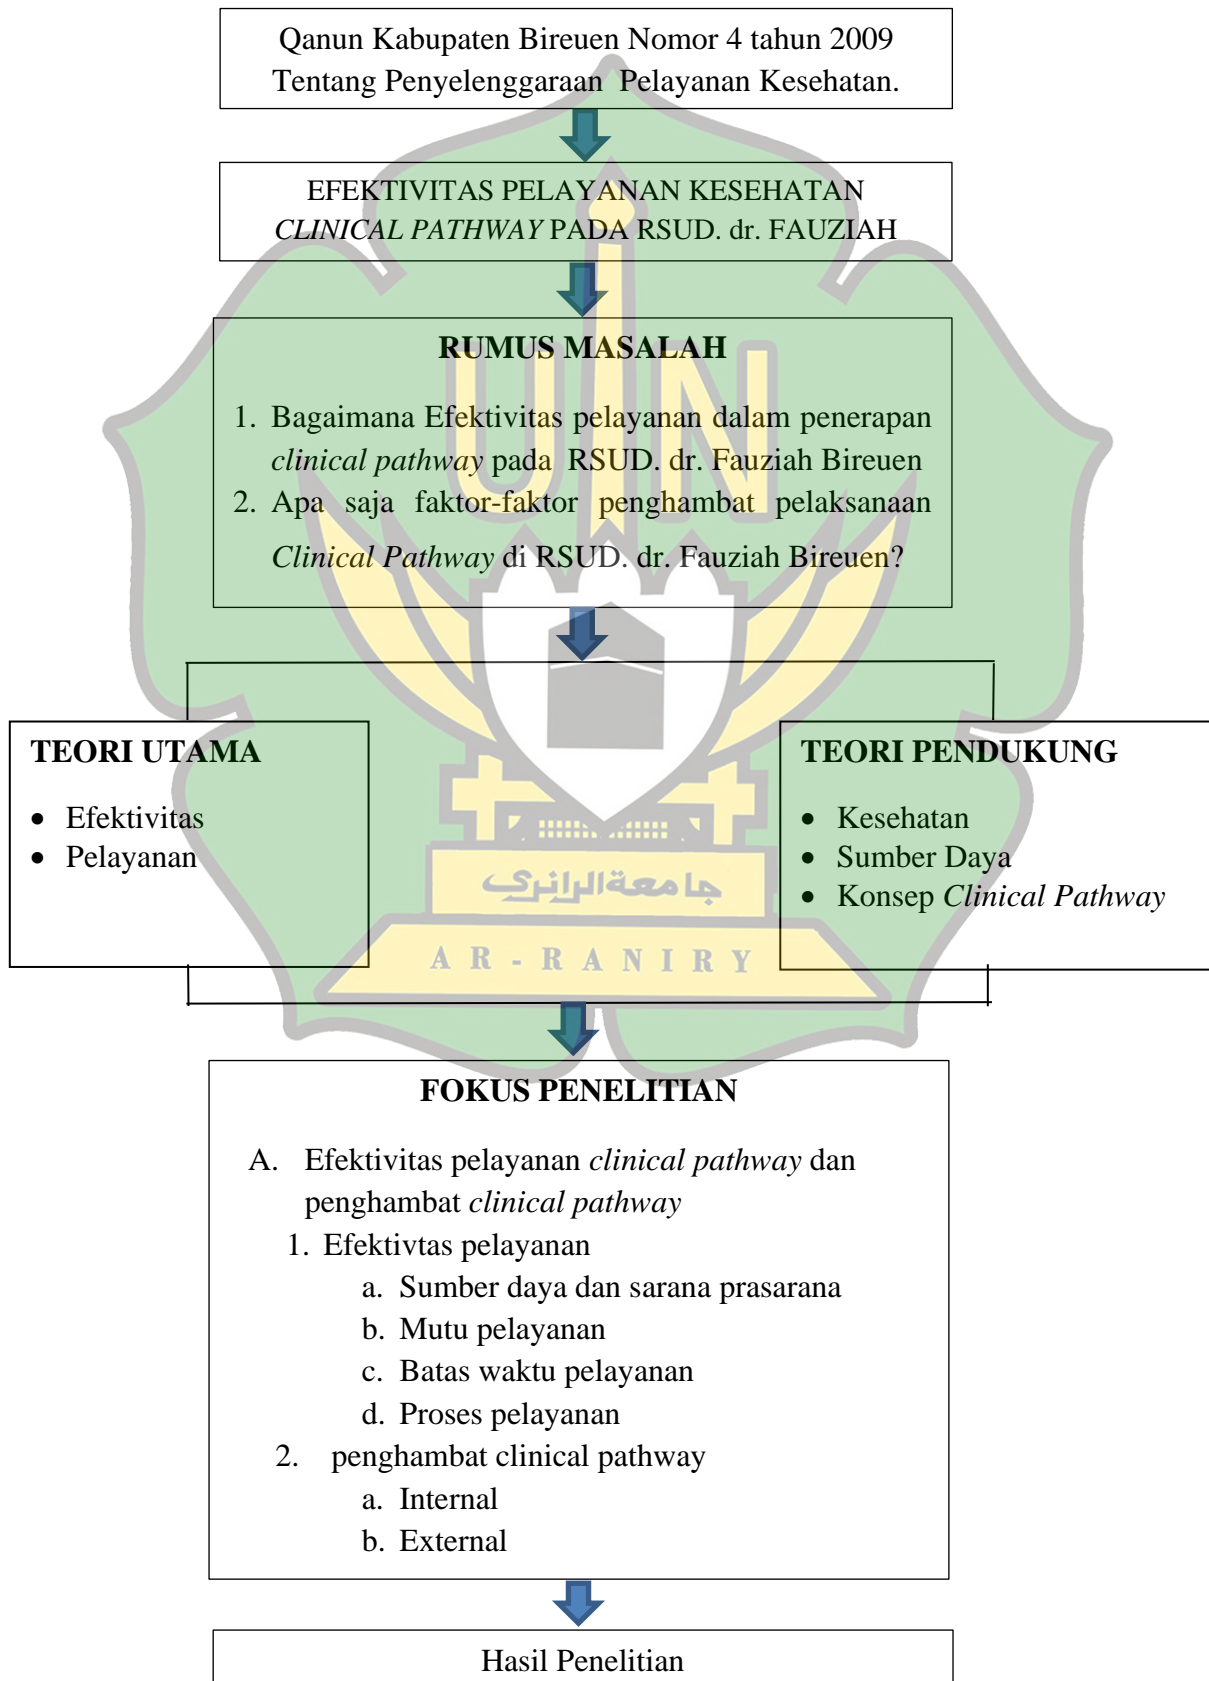 Qanun Kabupaten Bireuen Nomor 4 tahun 2009
Tentang Penyelenggaraan Pelayanan Kesehatan.
EFEKTIVITAS PELAYANAN KESEHATAN
CLINICAL PATHWAY PADA RSUD. dr. FAUZIAH
RUMUS MASALAH
UIN
1. Bagaimana Efektivitas pelayanan dalam penerapan
clinical pathway pada RSUD. dr. Fauziah Bireuen
2. Apa saja faktor-faktor penghambat pelaksanaan
Clinical Pathway di RSUD. dr. Fauziah Bireuen?
TEORI UTAMA
• Efektivitas
• Pelayanan
TEORI PENDUKUNG
• Kesehatan
• Sumber Daya
• Konsep Clinical Pathway
جامعة الرانري
AR-RANIRY
FOKUS PENELITIAN
A. Efektivitas pelayanan clinical pathway dan
penghambat clinical pathway
1. Efektivtas pelayanan
a. Sumber daya dan sarana prasarana
b. Mutu pelayanan
c. Batas waktu pelayanan
d. Proses pelayanan
2. penghambat clinical pathway
a. Internal
b. External
Hasil Penelitian